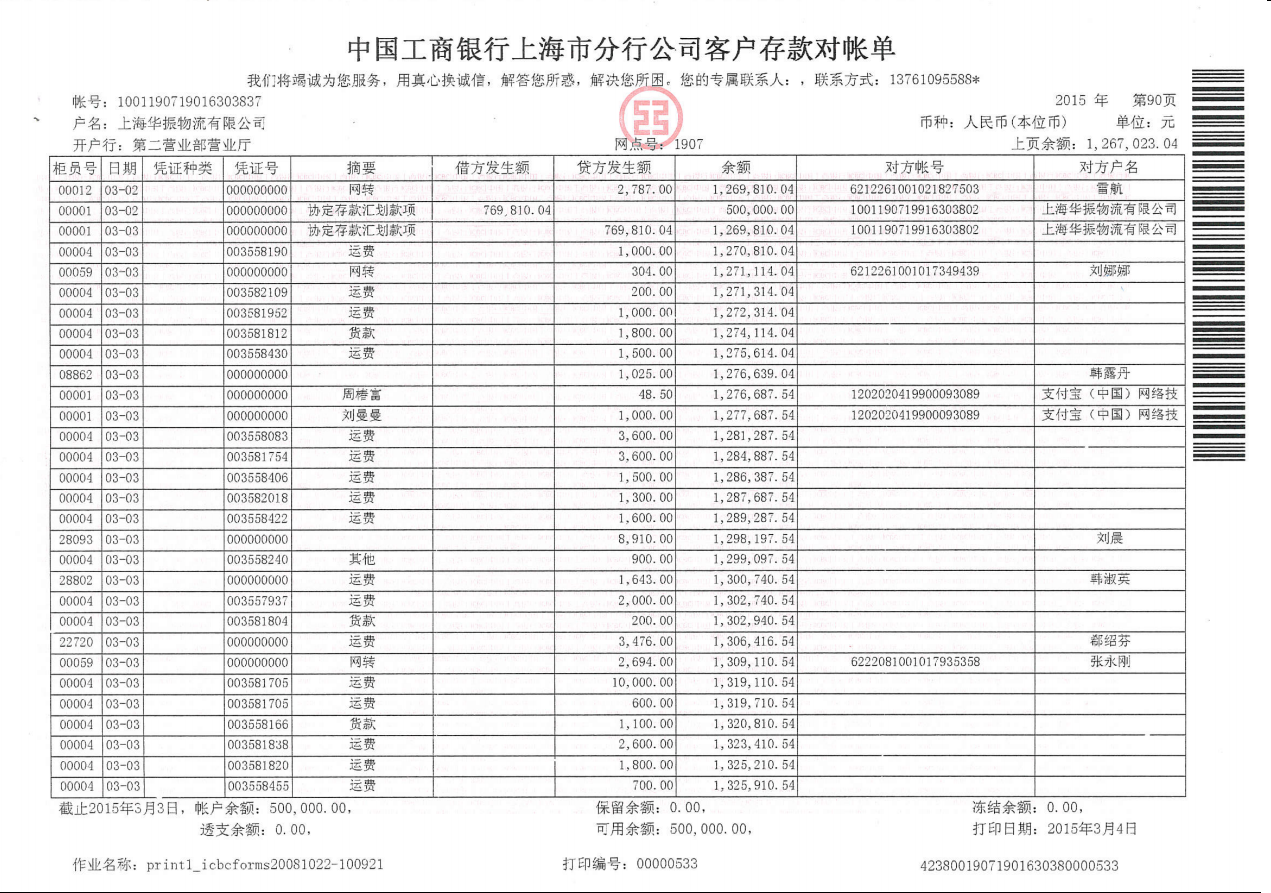 中国工商银行上海市分行公司客户存款对帐单
我们将竭诚为您服务，用真心换诚信，解答您所惑，解决您所困。您的专属联系人：，联系方式：13761095588*
帐号：1001190719016303837 2015 年 第90页
户名：上海华振物流有限公司 币种：人民币(本位币) 单位：元
开户行：第二营业部营业厅 网点号：1907 上页余额：1,267,023.04
柜员号 日期 凭证种类 凭证号 摘要 借方发生额 贷方发生额 余额 对方帐号 对方户名
00012 03-02 000000000 网转 2,787.00 1,269,810.04 6212261001021827503 雷航
00001 03-02 000000000 协定存款汇划款项 769,810.04 500,000.00 1001190719916303802 上海华振物流有限公司
00001 03-03 000000000 协定存款汇划款项 769,810.04 1,269,810.04 1001190719916303802 上海华振物流有限公司
00004 03-03 003558190 运费 1,000.00 1,270,810.04
00059 03-03 000000000 网转 304.00 1,271,114.04 6212261001017349439 刘娜娜
00004 03-03 003582109 运费 200.00 1,271,314.04
00004 03-03 003581962 运费 1,000.00 1,272,314.04
00004 03-03 003581812 货款 1,800.00 1,274,114.04
00004 03-03 003558430 运费 1,500.00 1,275,614.04
08862 03-03 000000000 1,025.00 1,276,639.04 韩露丹
00001 03-03 000000000 周椿富 48.50 1,276,687.54 1202020419900093089 支付宝（中国）网络技
00001 03-03 000000000 刘曼曼 1,000.00 1,277,687.54 1202020419900093089 支付宝（中国）网络技
00004 03-03 003558083 运费 3,600.00 1,281,287.54
00004 03-03 003581754 运费 3,600.00 1,284,887.54
00004 03-03 003558406 运费 1,500.00 1,286,387.54
00004 03-03 003582018 运费 1,300.00 1,287,687.54
00004 03-03 003558422 运费 1,600.00 1,289,287.54
28093 03-03 000000000 8,910.00 1,298,197.54 刘晨
00004 03-03 003558240 其他 900.00 1,299,097.54
28802 03-03 000000000 运费 1,643.00 1,300,740.54 韩淑英
00004 03-03 003557937 运费 2,000.00 1,302,740.54
00004 03-03 003581804 货款 200.00 1,302,940.54
22720 03-03 000000000 运费 3,476.00 1,306,416.54 郗绍芬
00059 03-03 000000000 网转 2,694.00 1,309,110.54 6222081001017935358 张永刚
00004 03-03 003581705 运费 10,000.00 1,319,110.54
00004 03-03 003581705 运费 600.00 1,319,710.54
00004 03-03 003558166 货款 1,100.00 1,320,810.54
00004 03-03 003581838 运费 2,600.00 1,323,410.54
00004 03-03 003581820 运费 1,800.00 1,325,210.54
00004 03-03 003558455 运费 700.00 1,325,910.54
截止2015年3月3日，帐户余额：500,000.00， 保留余额：0.00， 冻结余额：0.00，
透支余额：0.00， 可用余额：500,000.00， 打印日期：2015年3月4日
作业名称：print1_icbcforms20081022-100921 打印编号：00000533 42380019071901630380000533